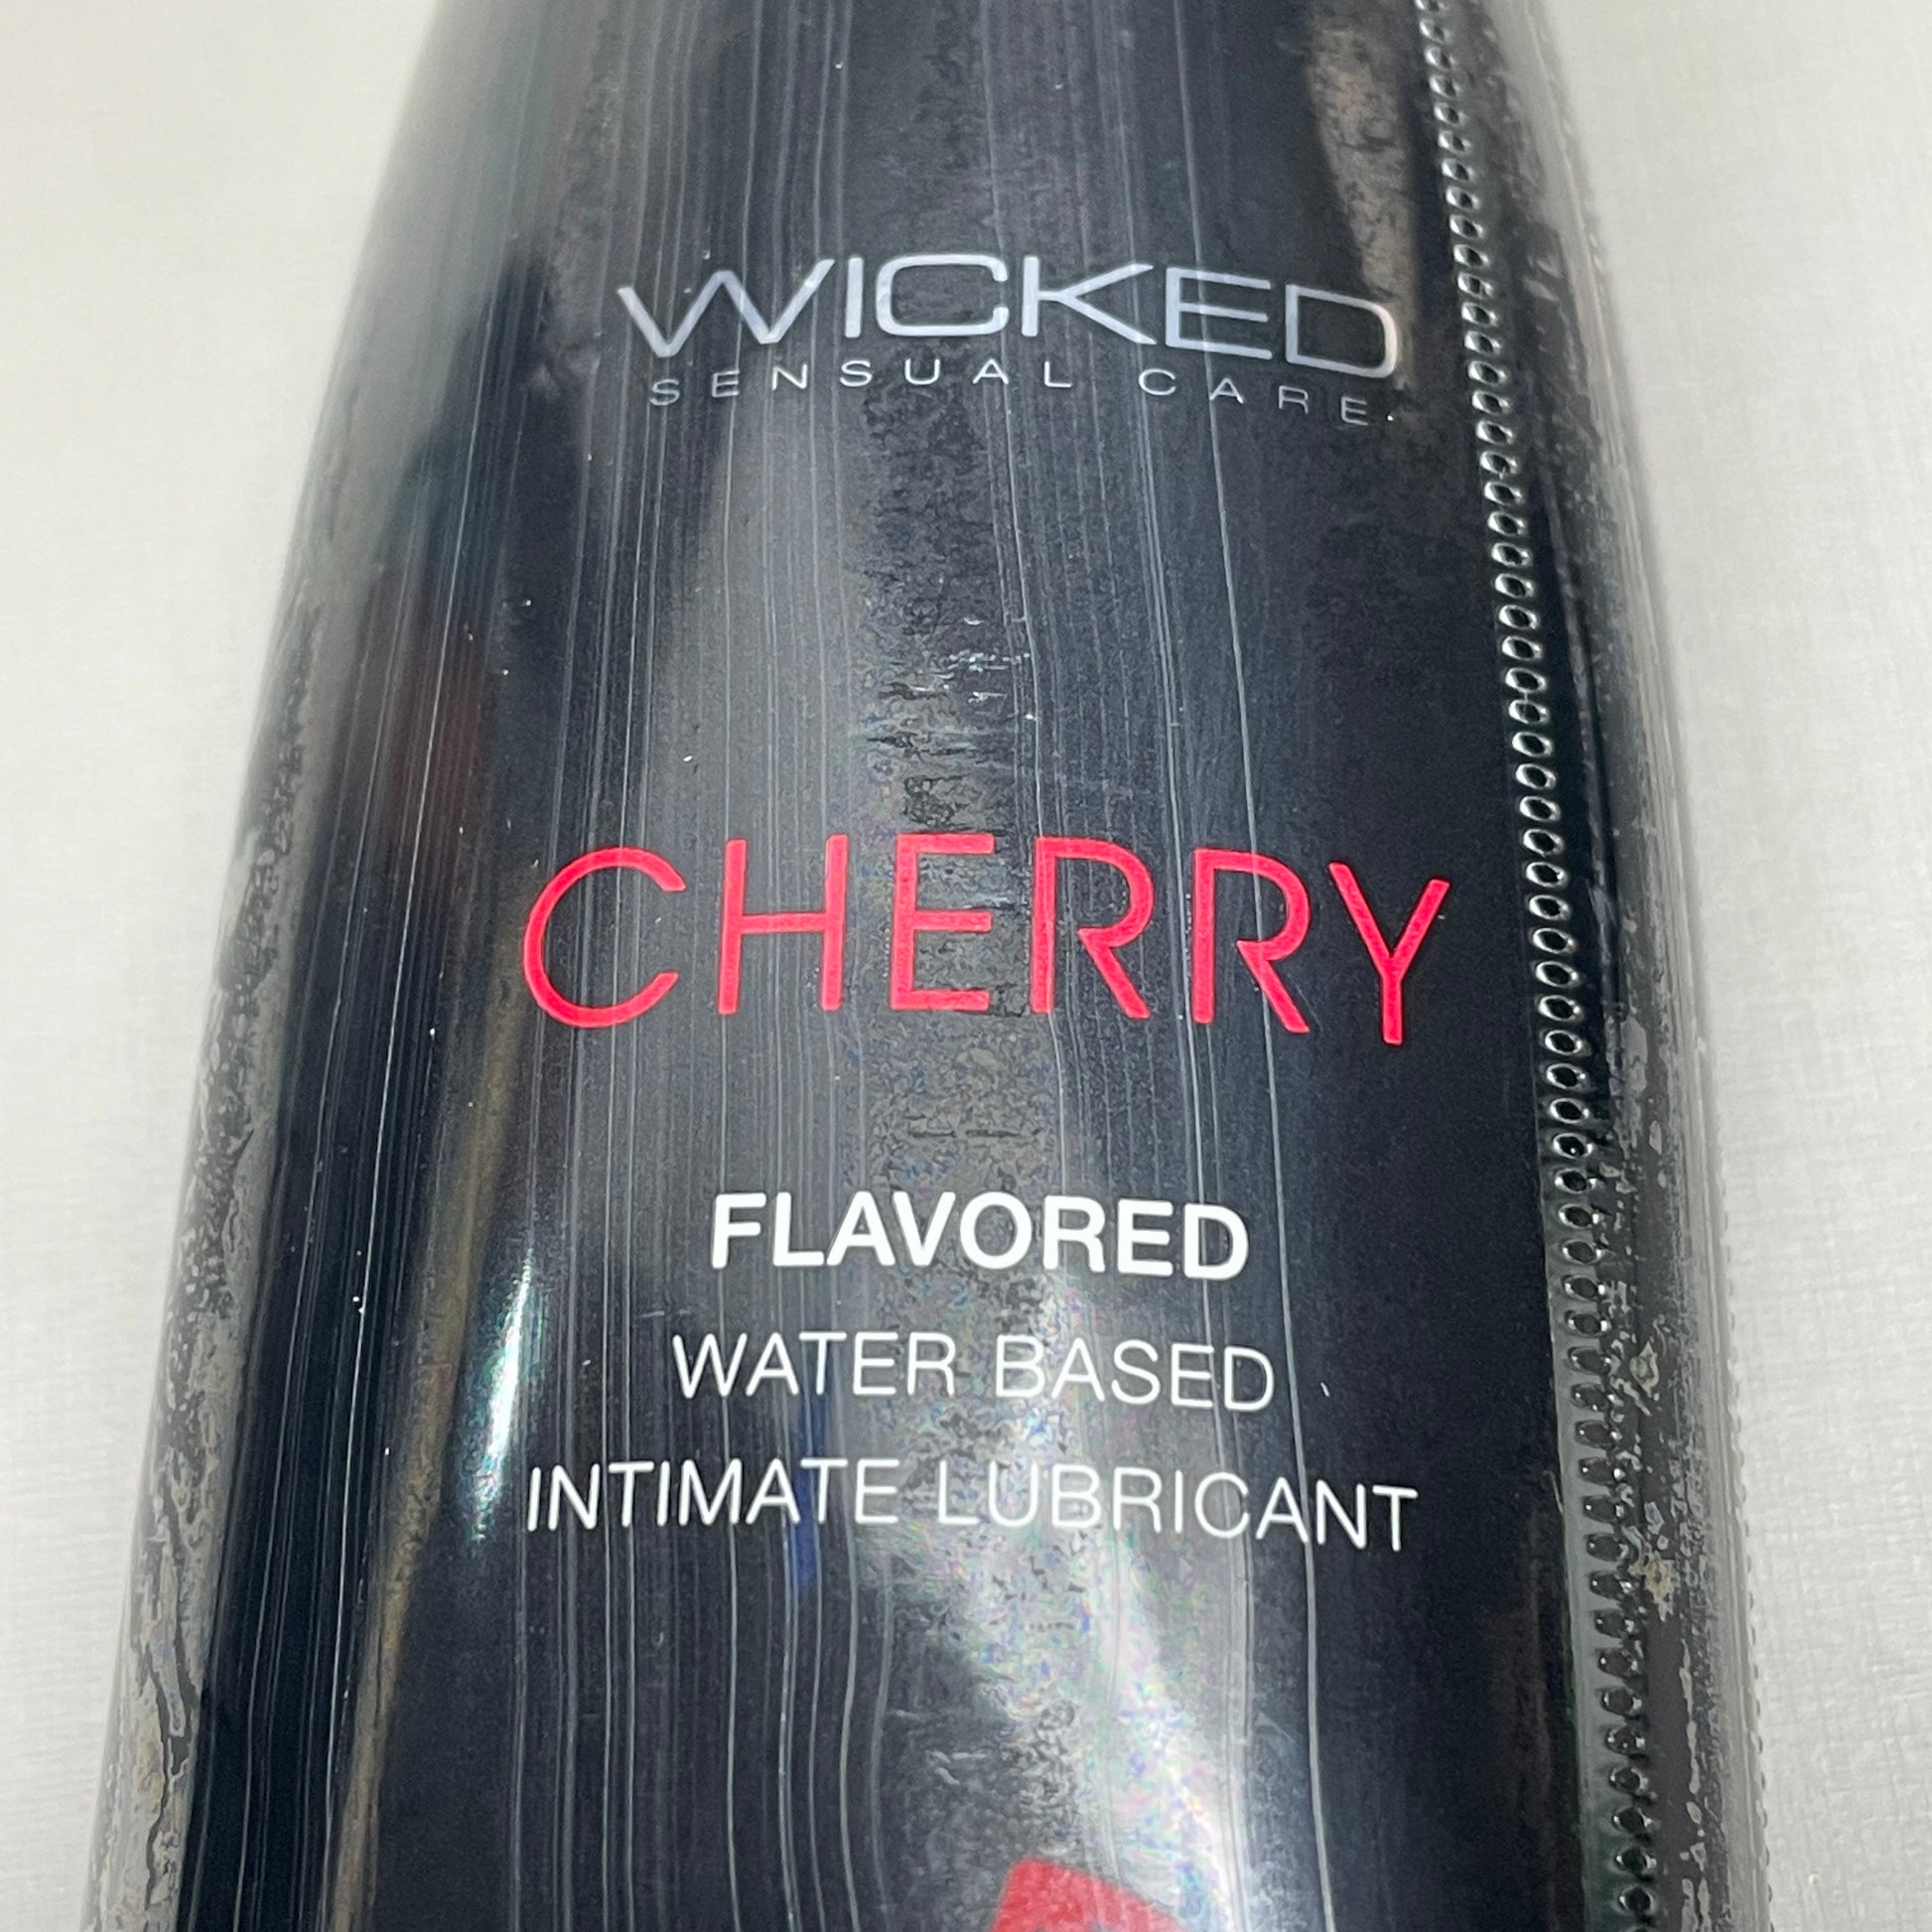 WICKED
SENSUAL CARE
CHERRY
FLAVORED
WATER BASED
INTIMATE LUBRICANT